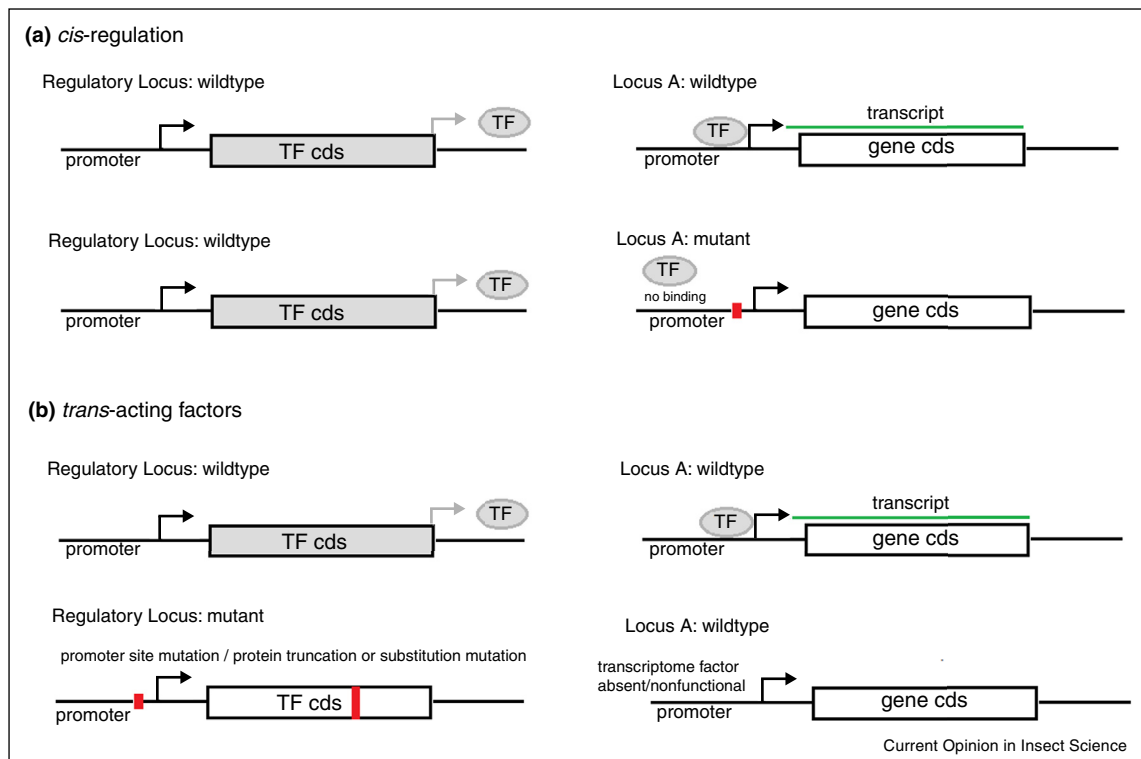 (a) cis-regulation
Regulatory Locus: wildtype
TF
promoter
TF cds
Locus A: wildtype
transcript
TF
promoter
gene cds
Regulatory Locus: wildtype
TF
promoter
TF cds
Locus A: mutant
TF
no binding
promoter
gene cds
(b) trans-acting factors
Regulatory Locus: wildtype
TF
promoter
TF cds
Locus A: wildtype
transcript
TF
promoter
gene cds
Regulatory Locus: mutant
promoter site mutation / protein truncation or substitution mutation
promoter
TF cds
Locus A: wildtype
transcriptome factor
absent/nonfunctional
promoter
gene cds
Current Opinion in Insect Science